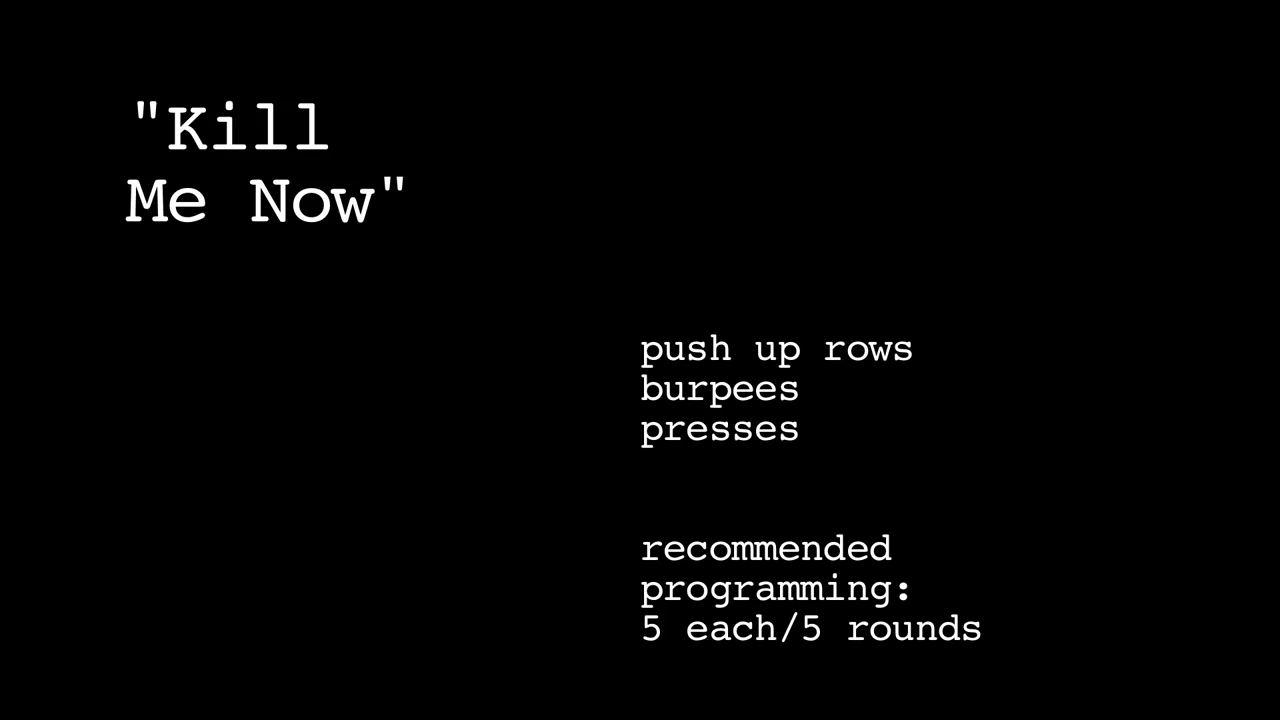 "Kill
Me Now"
push up rows
burpees
presses
recommended
programming:
5 each/5 rounds